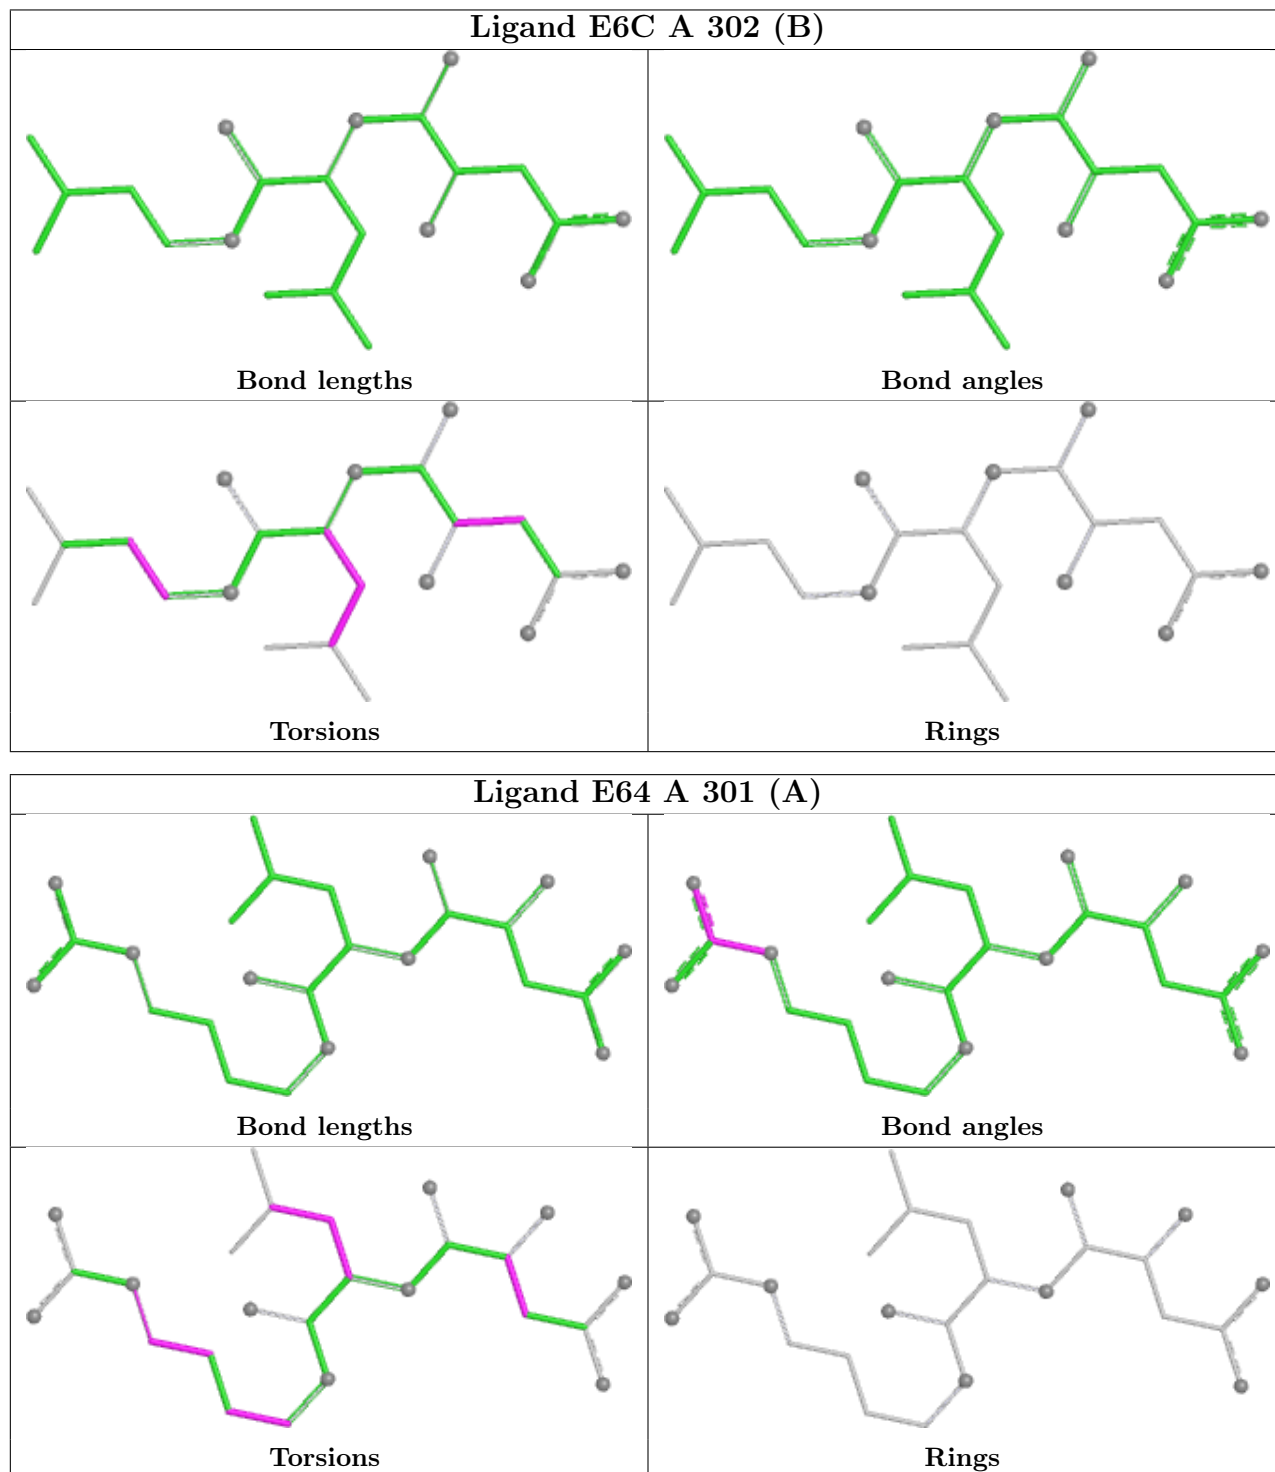 Ligand E6C A 302 (B)
Bond lengths
Bond angles
Torsions
Rings
Ligand E64 A 301 (A)
Bond lengths
Bond angles
Torsions
Rings